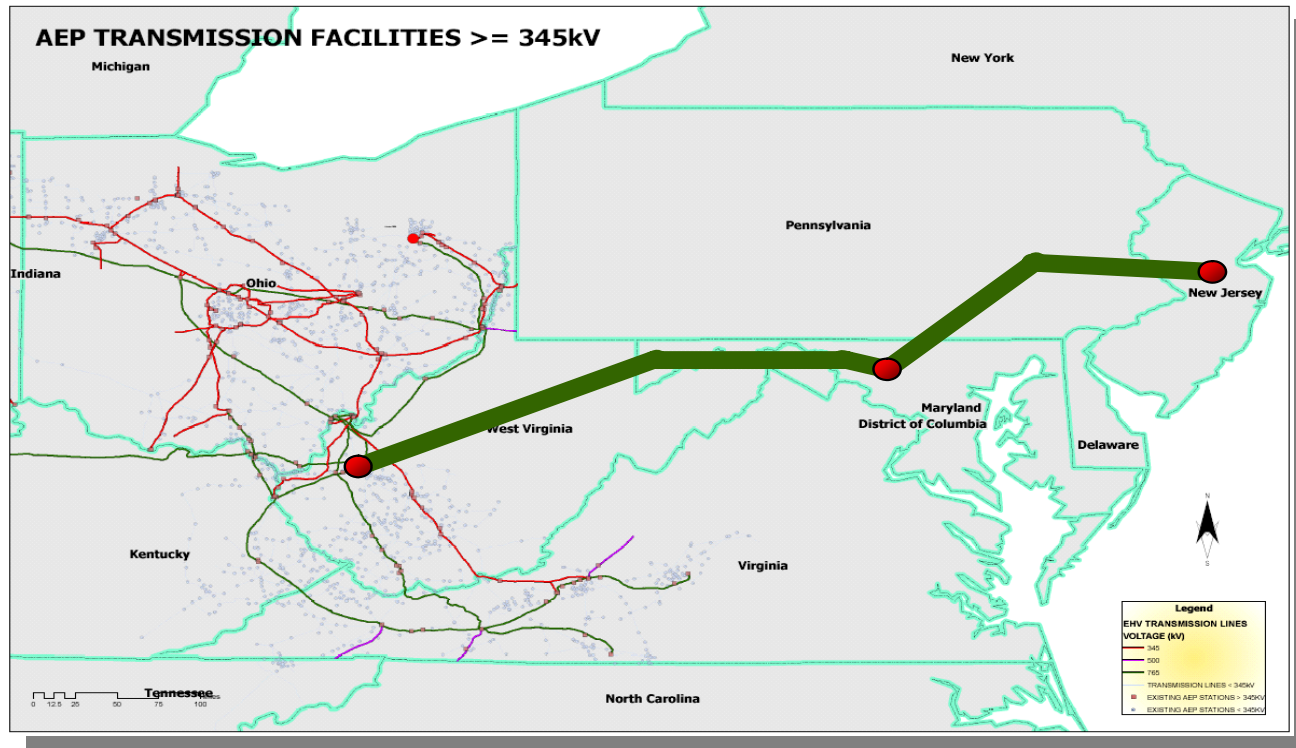 AEP TRANSMISSION FACILITIES >= 345kV
Michigan
New York
Pennsylvania
Indiana
Ohio
New Jersey
Maryland
District of Columbia
West Virginia
Delaware
Kentucky
Virginia
N
S
Legend
EHV TRANSMISSION LINES
VOLTAGE (kV)
345
500
765
TRANSMISSION LINES < 345kV
EXISTING AEP STATIONS > 345KV
EXISTING AEP STATIONS < 345KV
Tennessee
North Carolina
0 12.5 25 50 75 100